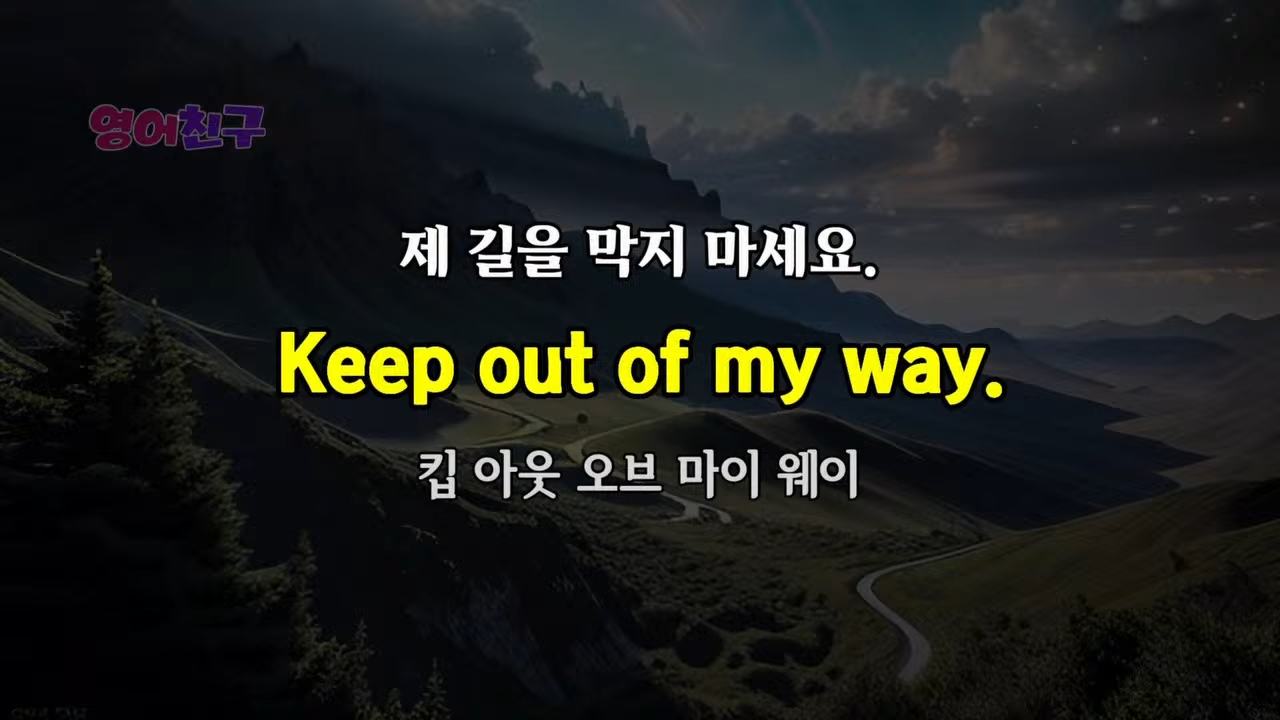 영어친구
제 길을 막지 마세요.
Keep out of my way.
킵 아웃 오브 마이 웨이